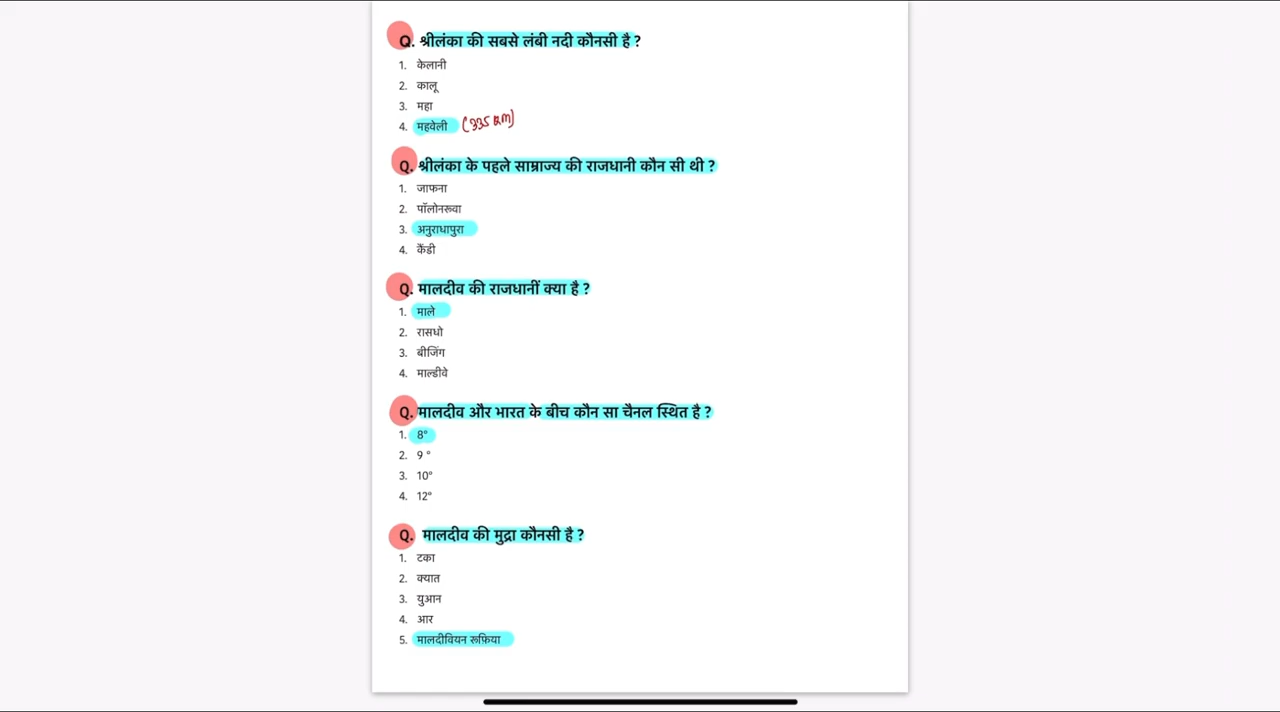 Q. श्रीलंका की सबसे लंबी नदी कौनसी है ?
1. केलानी
2. कालू
3. महा
4. महवेली (335 KM)
Q. श्रीलंका के पहले साम्राज्य की राजधानी कौन सी थी ?
1. जाफना
2. पॉलोनरूवा
3. अनुराधापुरा
4. कैंडी
Q. मालदीव की राजधानीं क्या है ?
1. माले
2. रासधो
3. बीजिंग
4. माल्डीवे
Q. मालदीव और भारत के बीच कौन सा चैनल स्थित है ?
1. 8°
2. 9 °
3. 10°
4. 12°
Q. मालदीव की मुद्रा कौनसी है ?
1. टका
2. क्यात
3. युआन
4. आर
5. मालदीवियन रूफ़िया